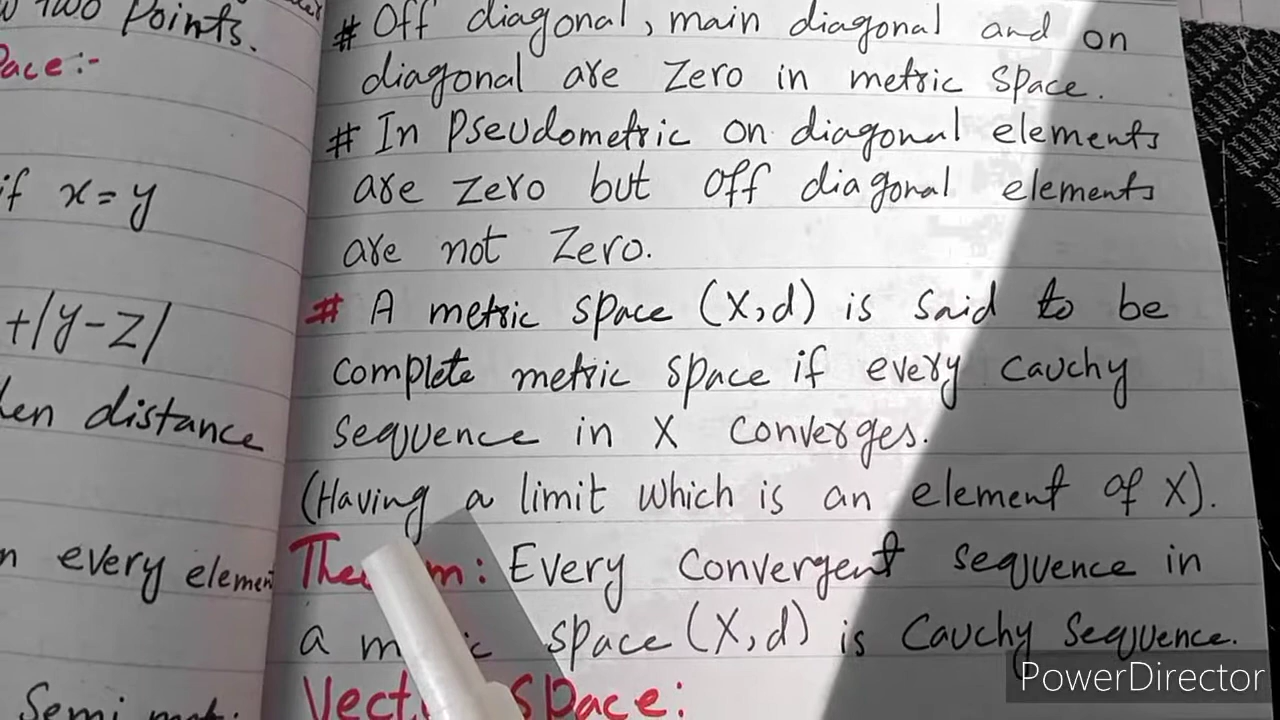 two Points.
Pace:-
if x=y
+|y-z|
distance
every element
Semi
# Off diagonal, main diagonal and on
diagonal are Zero in metric space.
# In Pseudometric on diagonal elements
are zero but off diagonal elements
are not Zero.
# A metric space (X,d) is said to be
complete metric space if every cauchy
sequence in X converges.
(Having a limit which is an element of X).
Every convergent sequence in
a space (X,d) is Cauchy Sequence.
Space:
PowerDirector